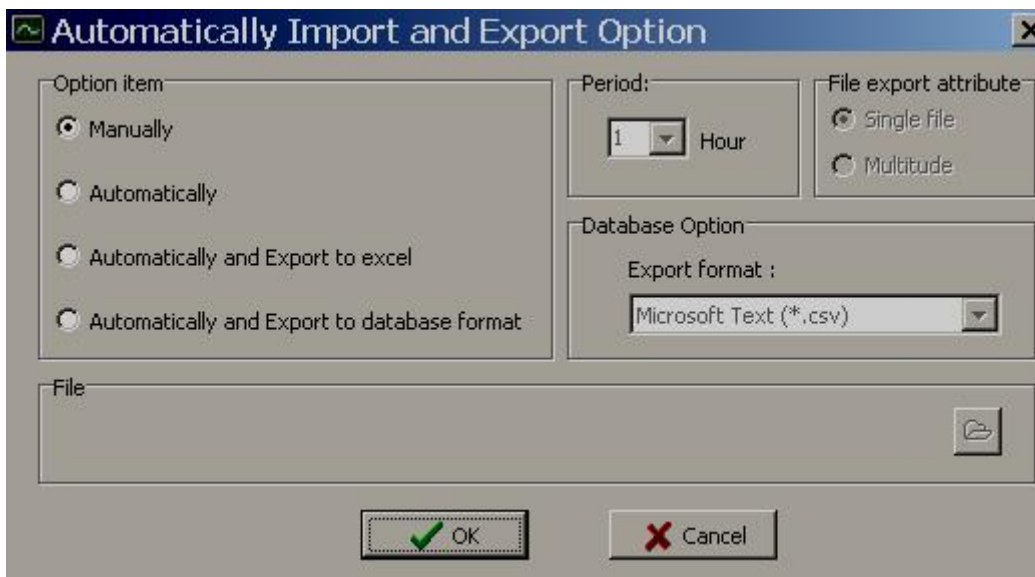 Automatically Import and Export Option
Option item
Manually
Automatically
Automatically and Export to excel
Automatically and Export to database format
Period:
1 Hour
File export attribute
Single file
Multitude
Database Option
Export format :
Microsoft Text (*.csv)
File
OK
Cancel